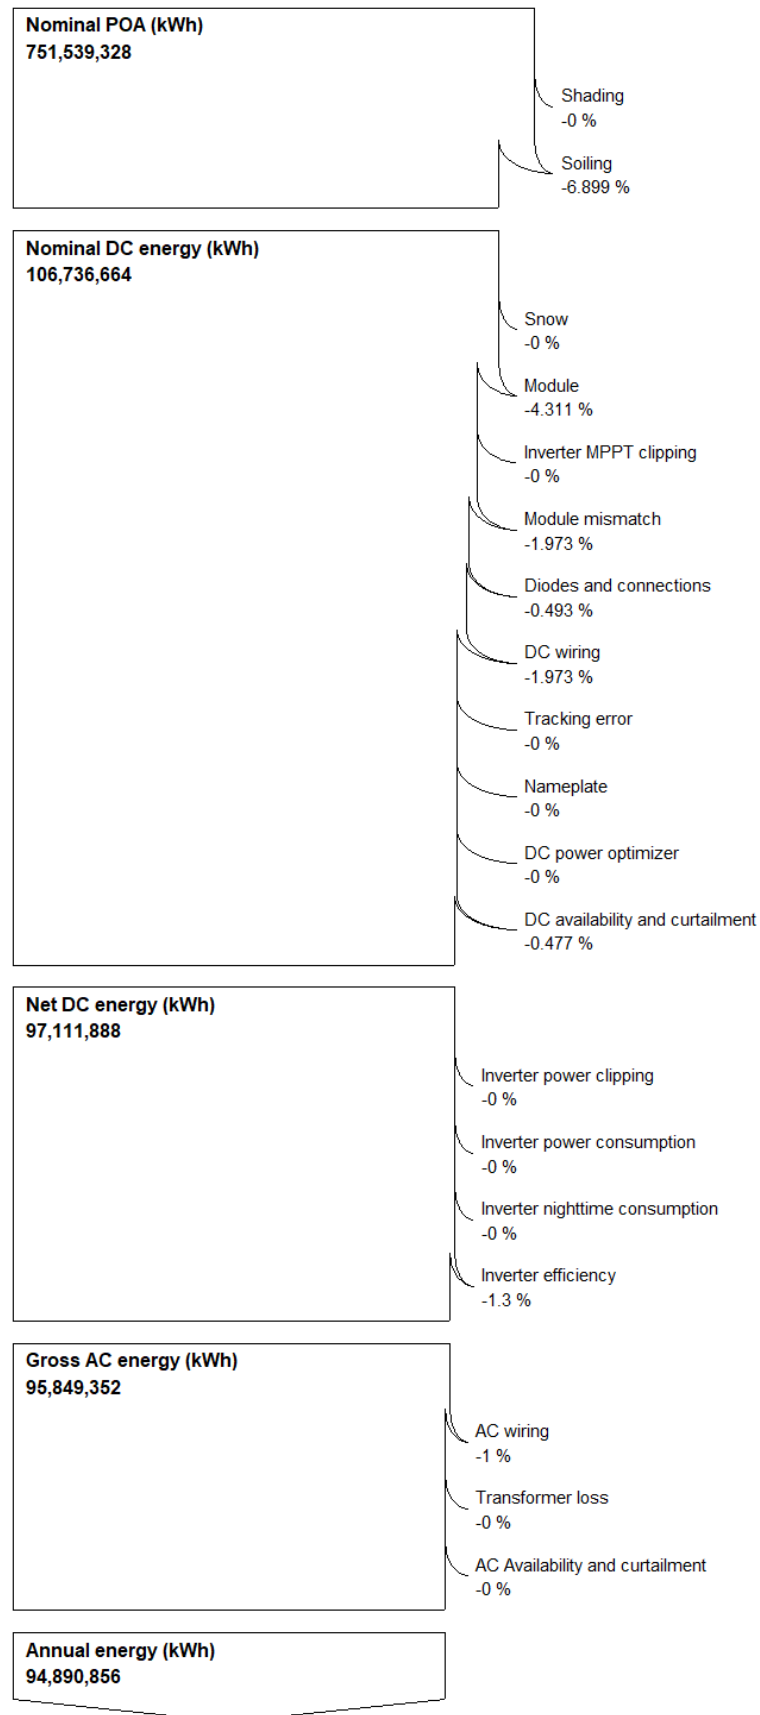 Nominal POA (kWh)
751,539,328
Shading
-0 %
Soiling
-6.899 %
Nominal DC energy (kWh)
106,736,664
Snow
-0 %
Module
-4.311 %
Inverter MPPT clipping
-0 %
Module mismatch
-1.973 %
Diodes and connections
-0.493 %
DC wiring
-1.973 %
Tracking error
-0 %
Nameplate
-0 %
DC power optimizer
-0 %
DC availability and curtailment
-0.477 %
Net DC energy (kWh)
97,111,888
Inverter power clipping
-0 %
Inverter power consumption
-0 %
Inverter nighttime consumption
-0 %
Inverter efficiency
-1.3 %
Gross AC energy (kWh)
95,849,352
AC wiring
-1 %
Transformer loss
-0 %
AC Availability and curtailment
-0 %
Annual energy (kWh)
94,890,856